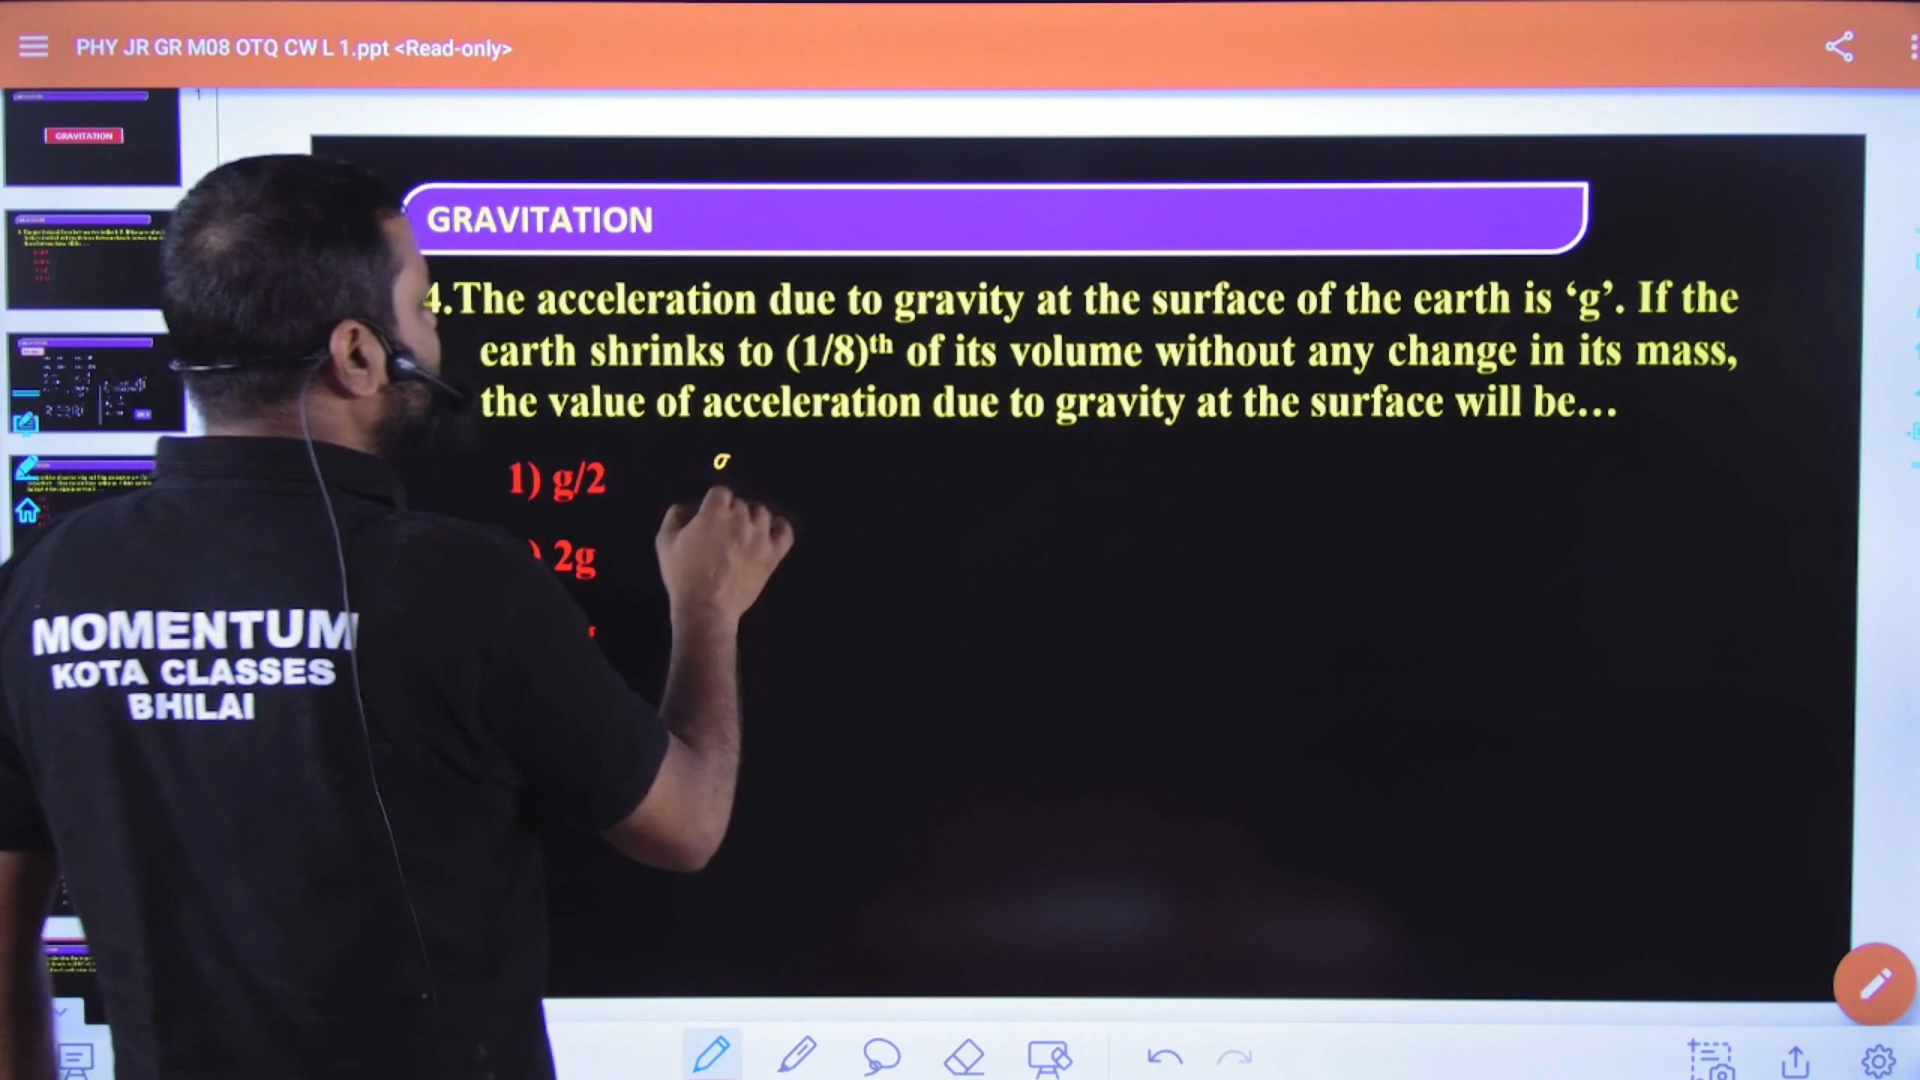 PHY JR GR M08 OTQ CW L 1.ppt <Read-only>
1
GRAVITATION
GRAVITATION
4.The acceleration due to gravity at the surface of the earth is ‘g’. If the
earth shrinks to (1/8)th of its volume without any change in its mass,
the value of acceleration due to gravity at the surface will be...
1) g/2
) 2g
MOMENTUM
KOTA CLASSES
BHILAI